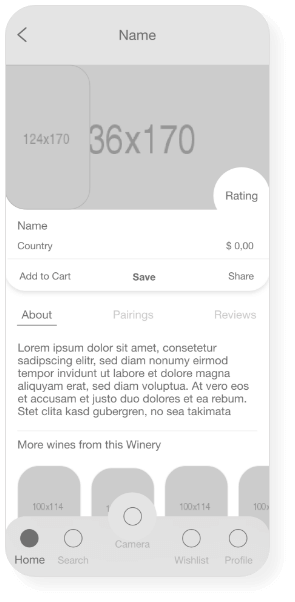 Name
124x170
36x170
Rating
Name
Country
$ 0,00
Add to Cart
Save
Share
About
Pairings
Reviews
Lorem ipsum dolor sit amet, consetetur
sadipscing elitr, sed diam nonumy eirmod
tempor invidunt ut labore et dolore magna
aliquyam erat, sed diam voluptua. At vero eos
et accusam et justo duo dolores et ea rebum.
Stet clita kasd gubergren, no sea takimata
More wines from this Winery
100x114
1
100x114
100x
Home
Search
Camera
Wishlist
Profile